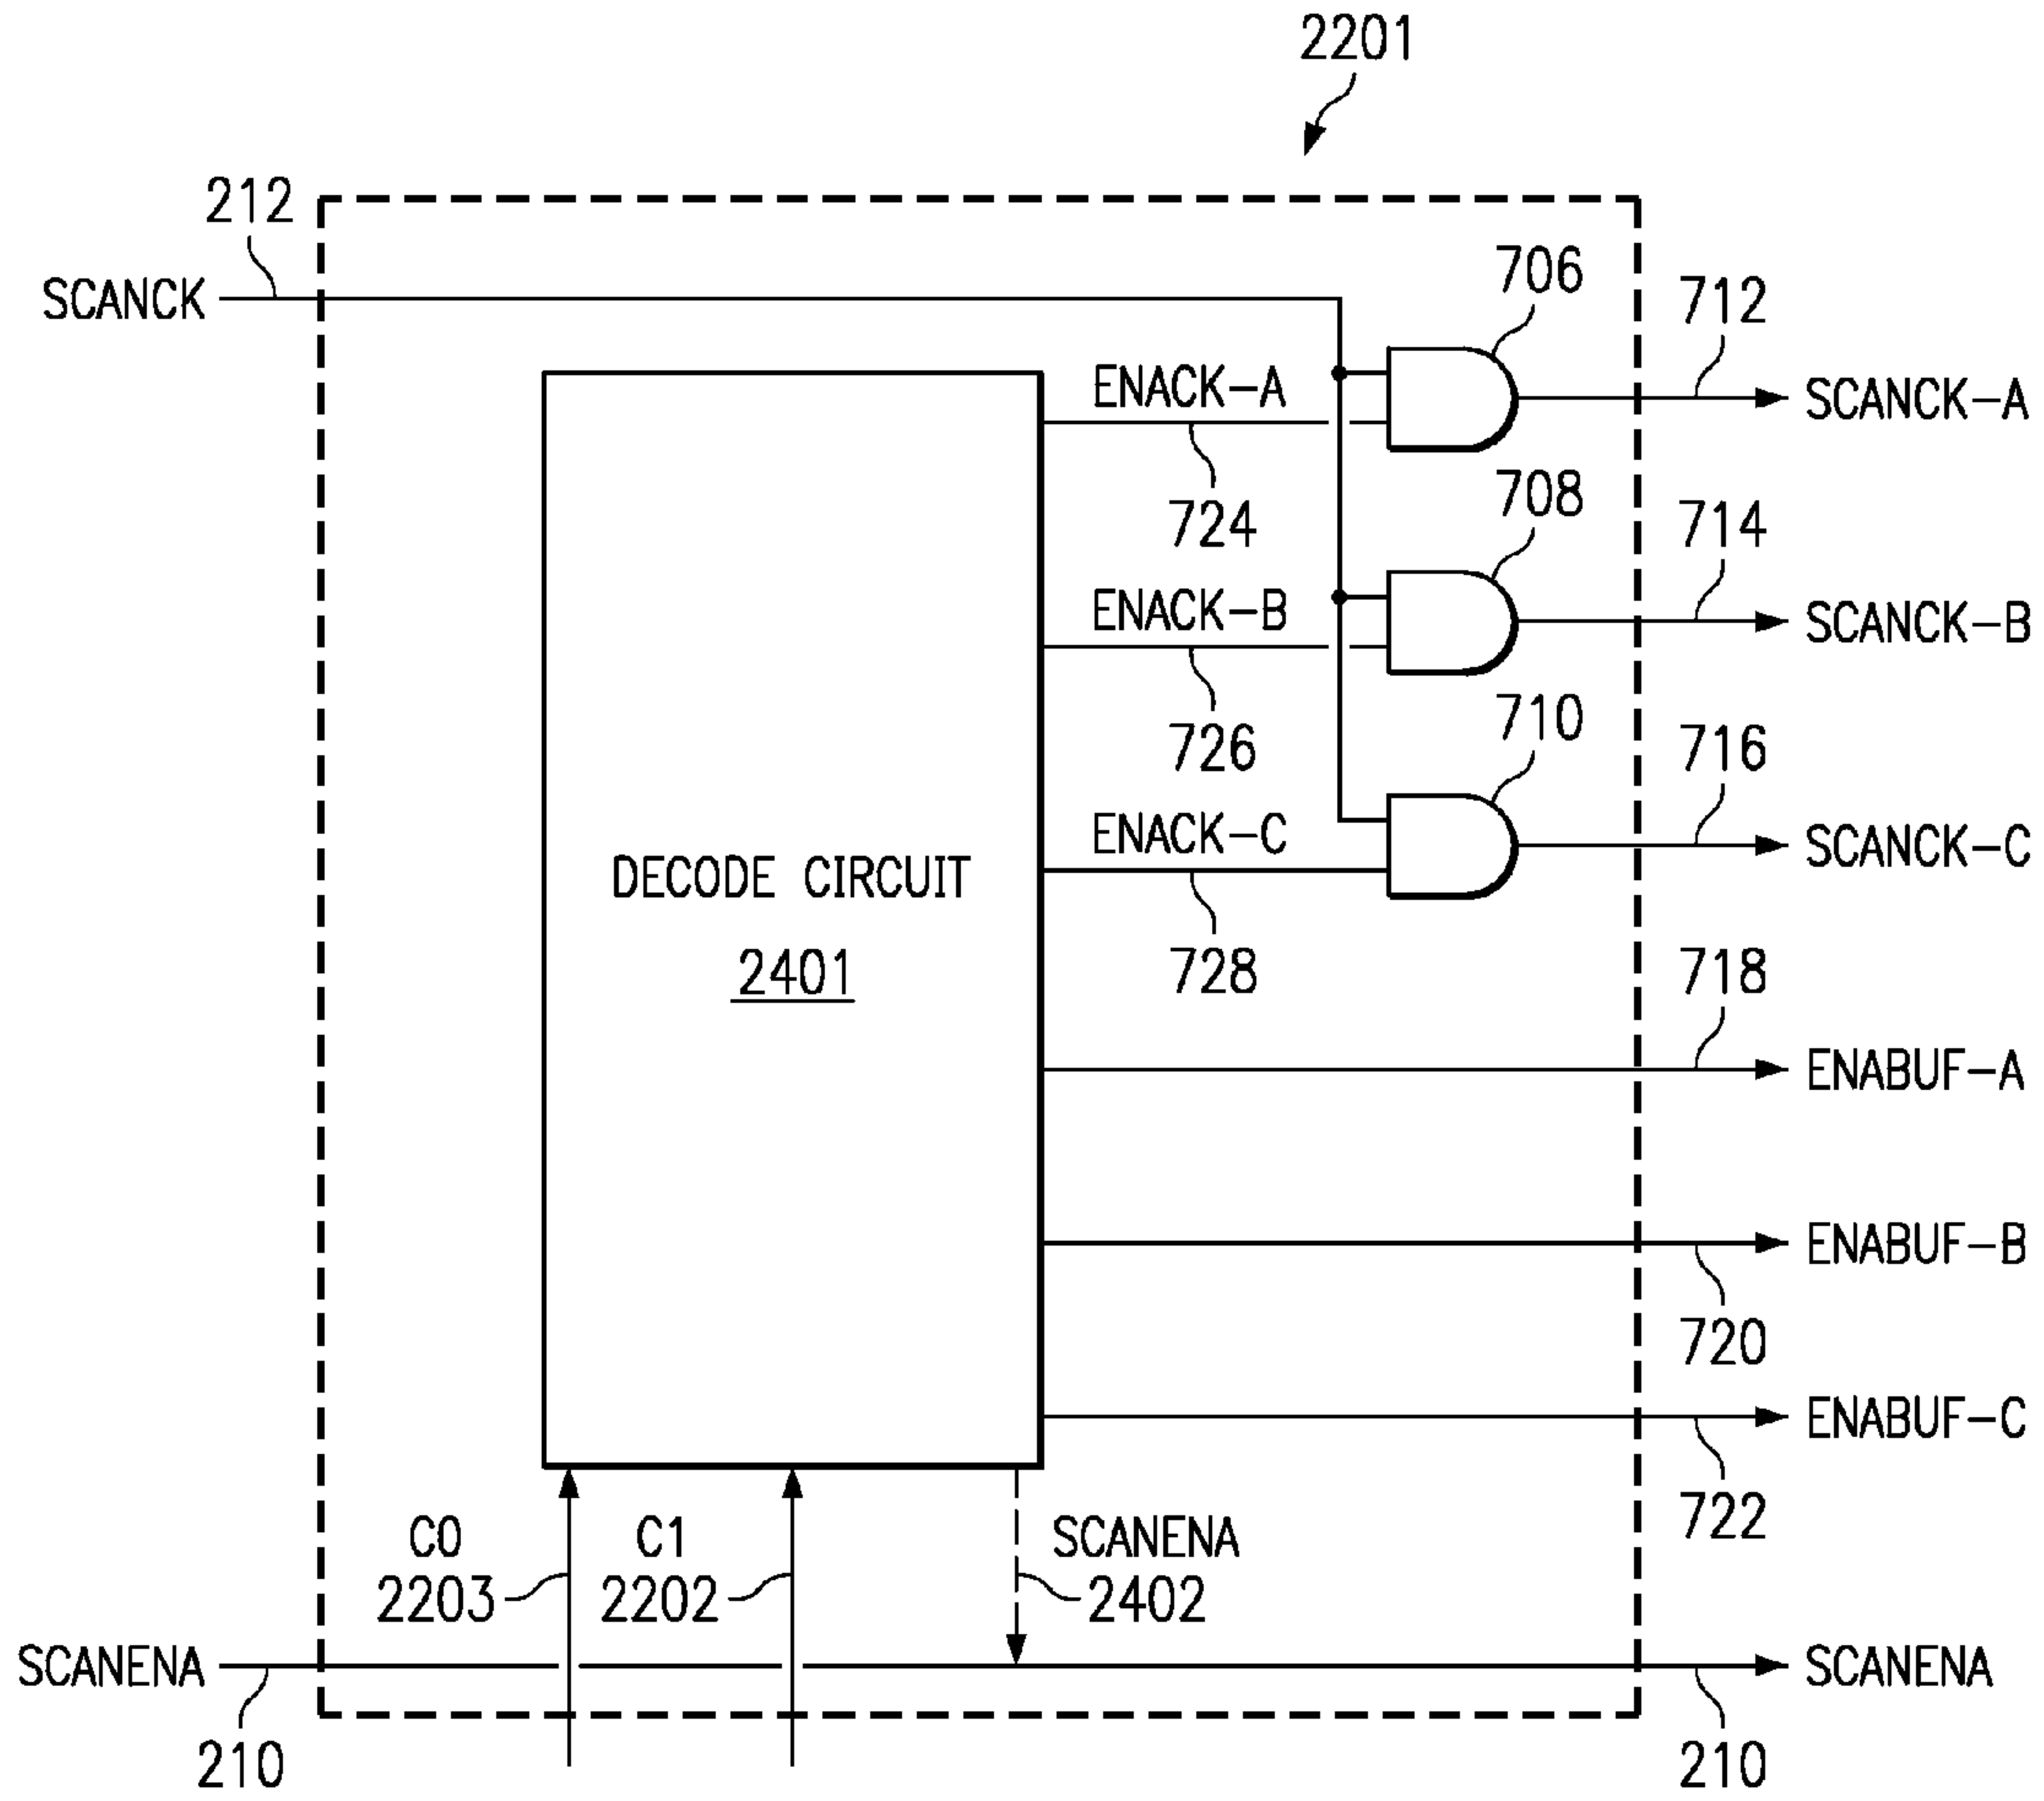 2201
212
SCANCK
706
712
ENACK-A
SCANCK-A
724
708
714
ENACK-B
SCANCK-B
726
710
716
ENACK-C
SCANCK-C
DECODE CIRCUIT
2401
728
718
ENABUF-A
ENABUF-B
720
ENABUF-C
722
C0
2203
C1
2202
SCANENA
2402
SCANENA
SCANENA
210
210